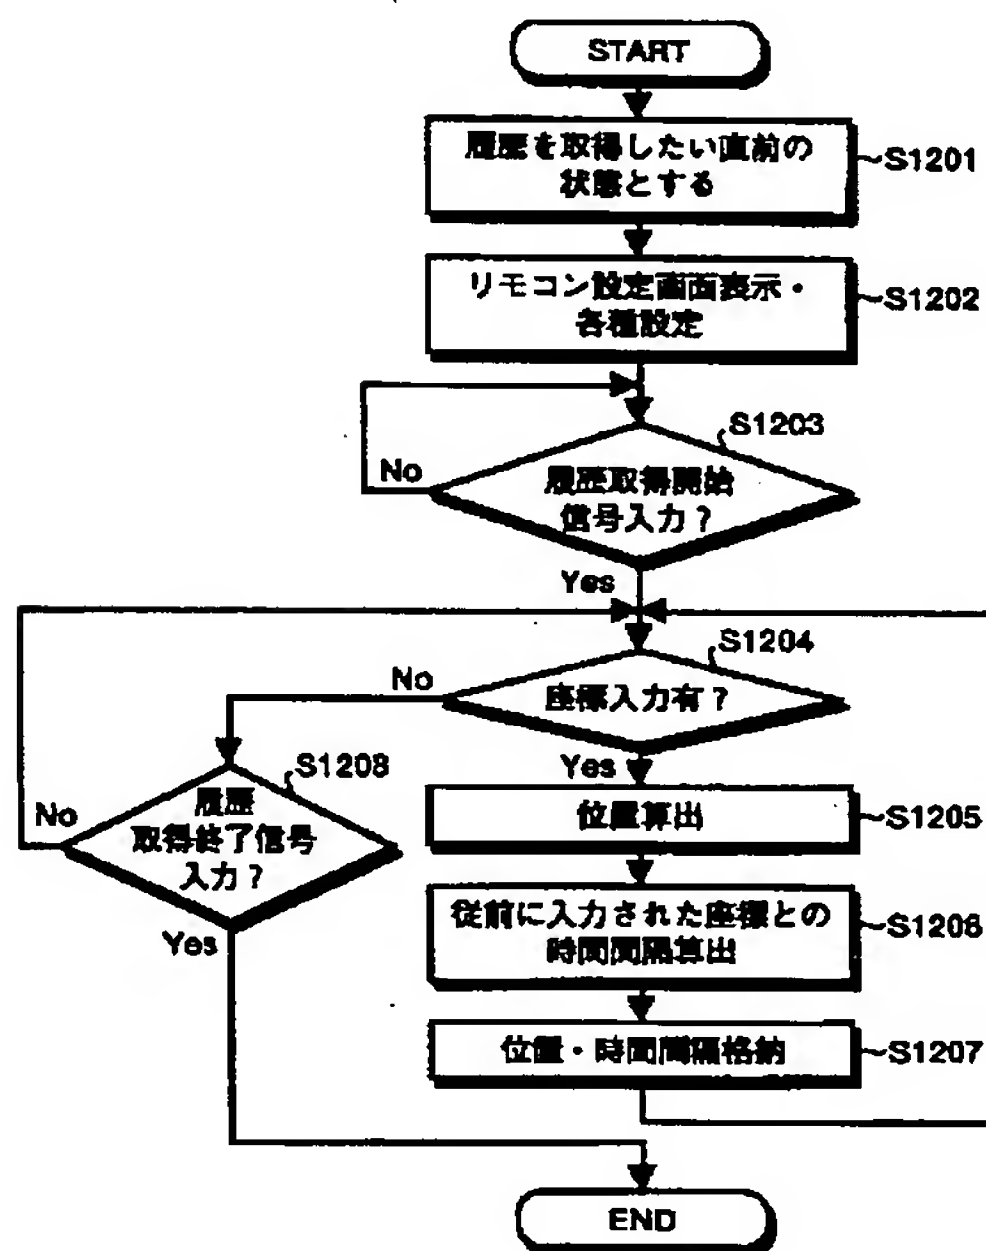 START
履歴を取得したい直前の
状態とする
S1201
リモコン設定画面表示・
各種設定
S1202
S1203
No
履歴取得開始
信号入力？
Yes
S1204
No
座標入力有？
Yes
S1208
No
履歴
取得終了信号
入力？
Yes
位置算出
S1205
従前に入力された座標との
時間間隔算出
S1206
位置・時間間隔格納
S1207
END